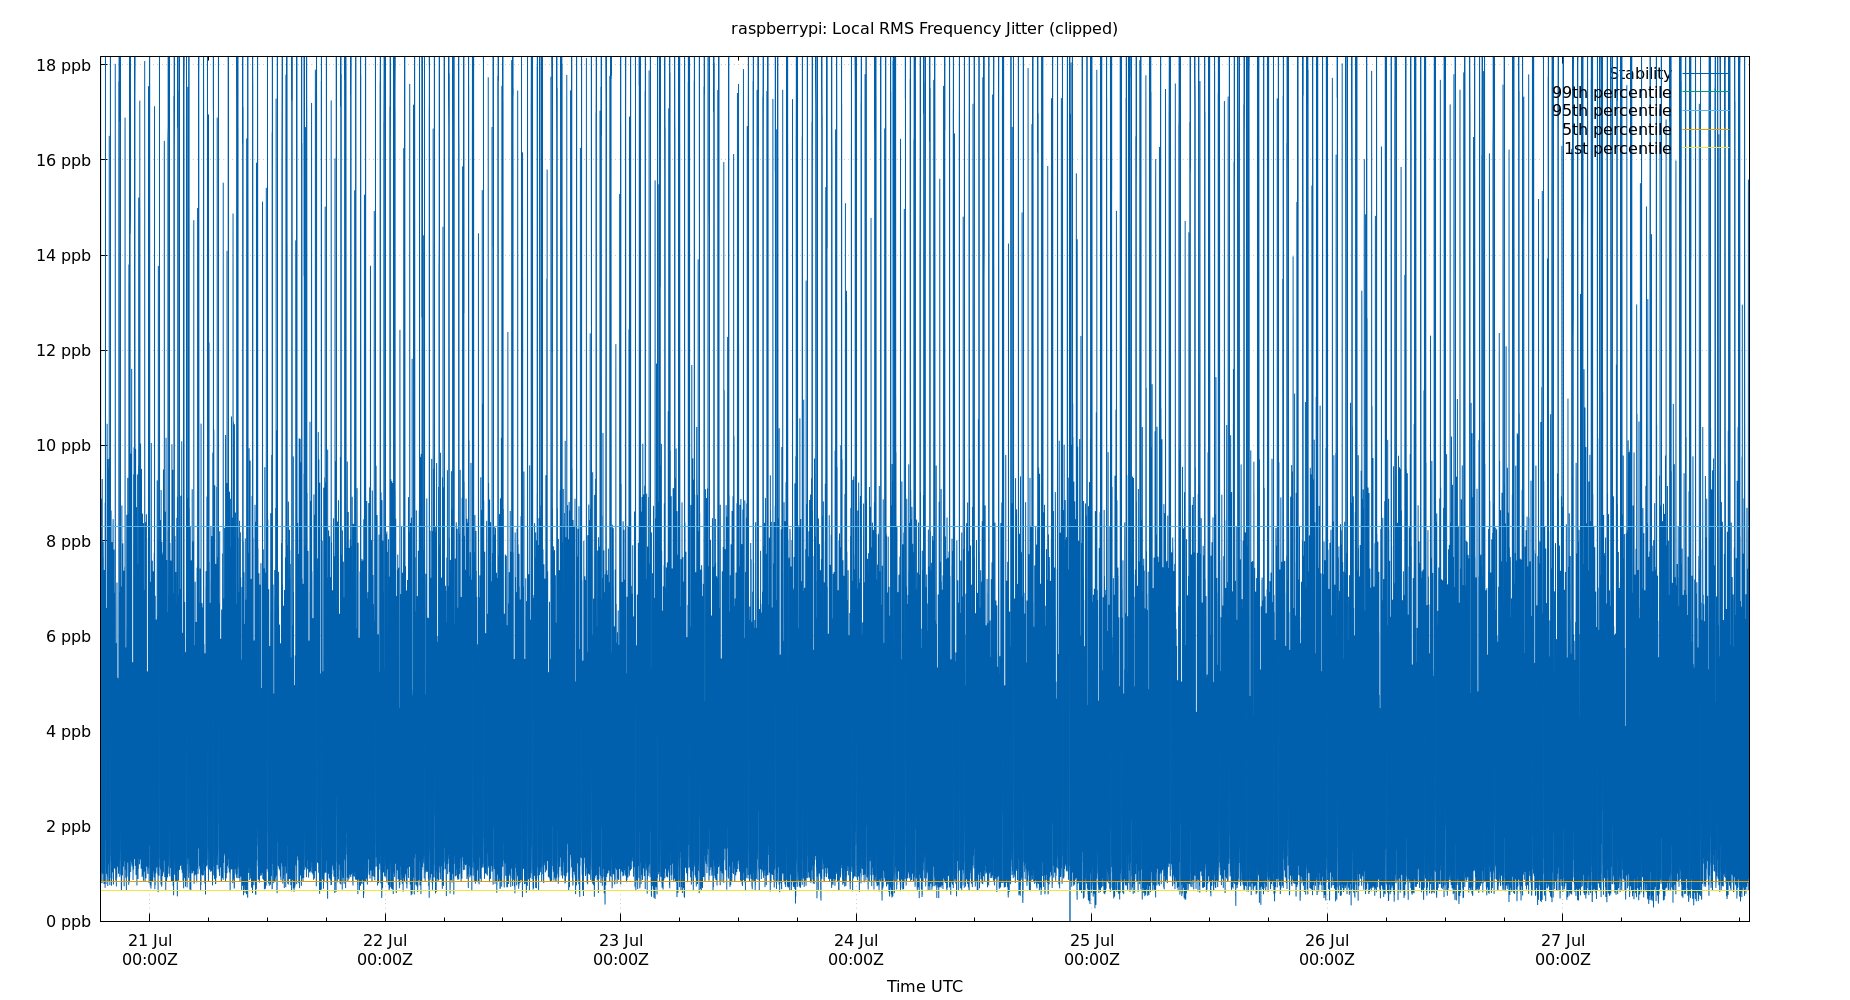 raspberrypi: Local RMS Frequency Jitter (clipped)
18 ppb
16 ppb
14 ppb
12 ppb
10 ppb
8 ppb
6 ppb
4 ppb
2 ppb
0 ppb
Stability
99th percentile
95th percentile
5th percentile
1st percentile
21 Jul
00:00Z
22 Jul
00:00Z
23 Jul
00:00Z
24 Jul
00:00Z
25 Jul
00:00Z
26 Jul
00:00Z
27 Jul
00:00Z
Time UTC